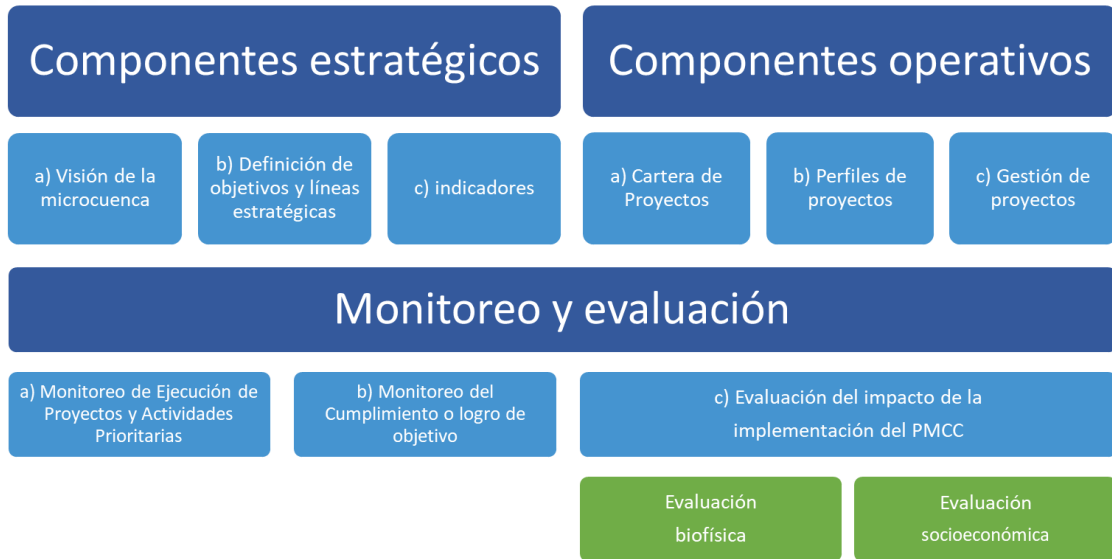 Componentes estratégicos
Componentes operativos
a) Visión de la
microcuenca
b) Definición de
objetivos y líneas
estratégicas
c) indicadores
a) Cartera de
Proyectos
b) Perfiles de
proyectos
c) Gestión de
proyectos
Monitoreo y evaluación
a) Monitoreo de Ejecución de
Proyectos y Actividades
Prioritarias
b) Monitoreo del
Cumplimiento o logro de
objetivo
c) Evaluación del impacto de la
implementación del PMCC
Evaluación
biofísica
Evaluación
socioeconómica